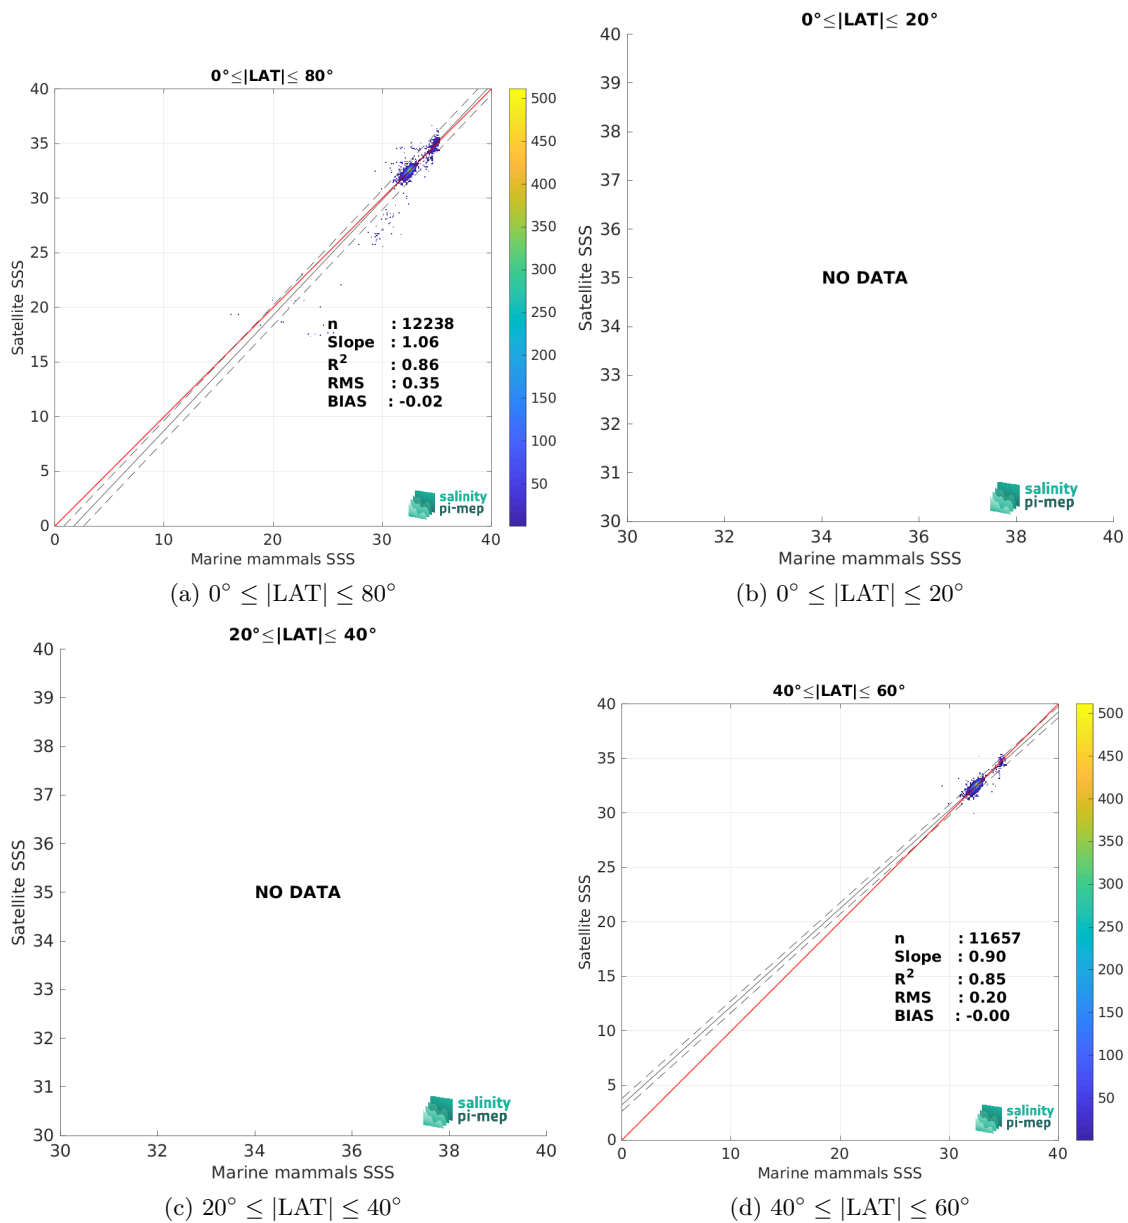 0°≤|LAT|≤ 80°
40
35
30
25
20
15
10
5
0
Satellite SSS
0
10
20
30
40
Marine mammals SSS
n : 12238
Slope : 1.06
R² : 0.86
RMS : 0.35
BIAS : -0.02
salinity
pi-mep
500
450
400
350
300
250
200
150
100
50
(a) 0° ≤ |LAT| ≤ 80°
0°≤|LAT|≤ 20°
40
39
38
37
36
35
34
33
32
31
30
Satellite SSS
NO DATA
salinity
pi-mep
30
32
34
36
38
40
Marine mammals SSS
(b) 0° ≤ |LAT| ≤ 20°
20°≤|LAT|≤ 40°
40
39
38
37
36
35
34
33
32
31
30
Satellite SSS
NO DATA
salinity
pi-mep
30
32
34
36
38
40
Marine mammals SSS
(c) 20° ≤ |LAT| ≤ 40°
40°≤|LAT|≤ 60°
40
35
30
25
20
15
10
5
0
Satellite SSS
n : 11657
Slope : 0.90
R² : 0.85
RMS : 0.20
BIAS : -0.00
salinity
pi-mep
0
10
20
30
40
Marine mammals SSS
500
450
400
350
300
250
200
150
100
50
(d) 40° ≤ |LAT| ≤ 60°